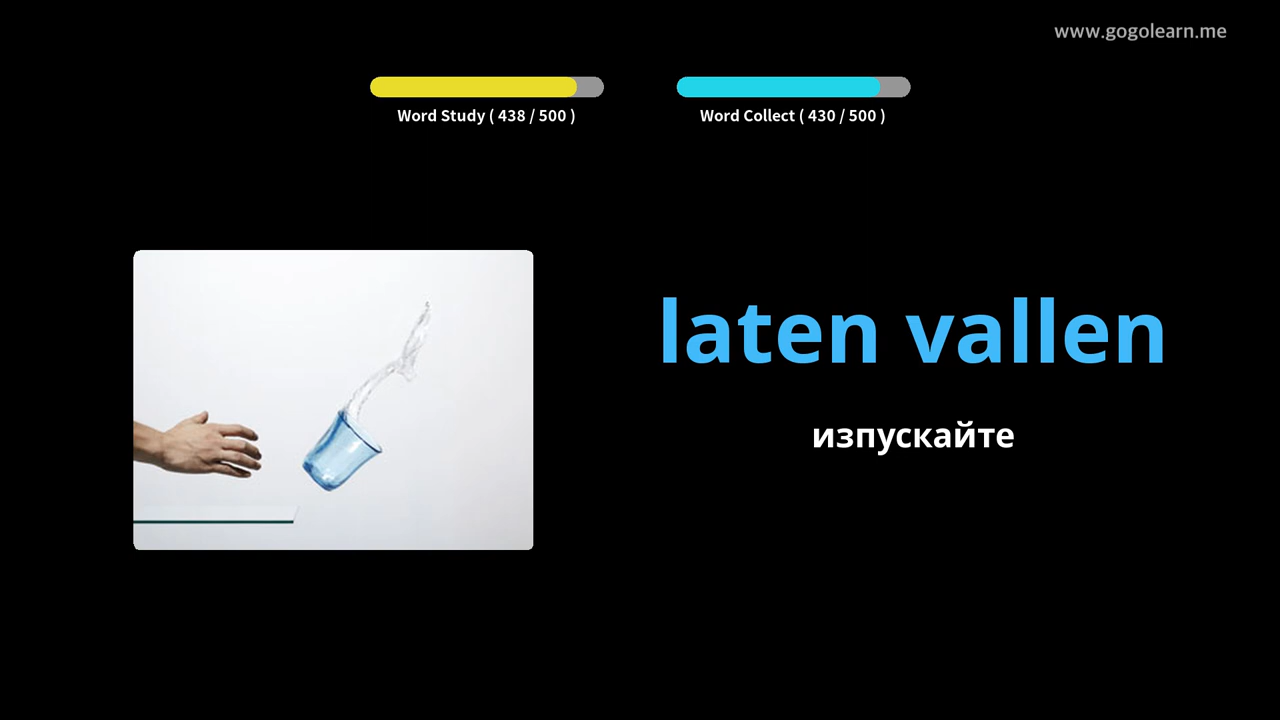 www.gogolearn.me
Word Study ( 438 / 500 )
Word Collect ( 430 / 500 )
laten vallen
изпускайте